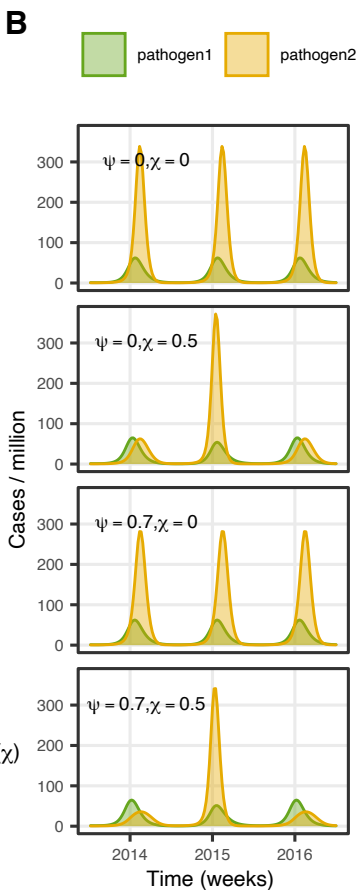 B
pathogen1 pathogen2
ψ = 0,χ = 0
300
200
100
0
ψ = 0,χ = 0.5
300
200
100
0
ψ = 0.7,χ = 0
300
200
100
0
ψ = 0.7,χ = 0.5
300
200
100
0
Cases / million
χ)
2014 2015 2016
Time (weeks)